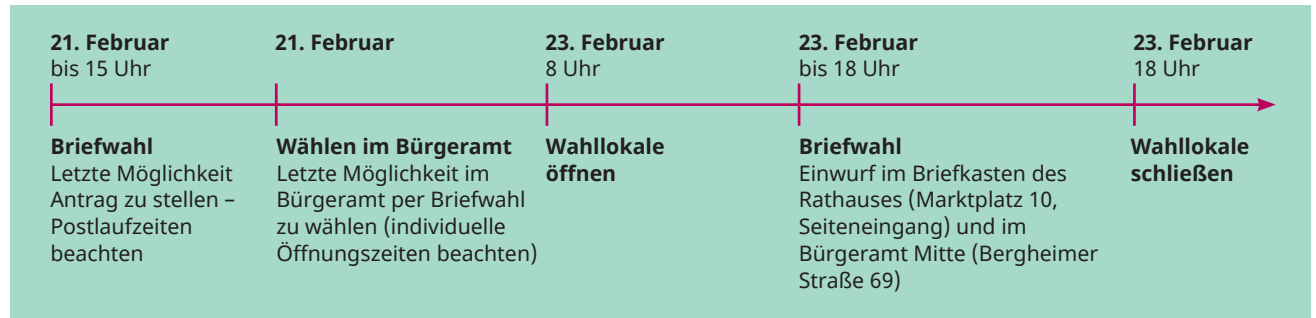 21. Februar
bis 15 Uhr
Briefwahl
Letzte Möglichkeit
Antrag zu stellen –
Postlaufzeiten
beachten
21. Februar
Wählen im Bürgeramt
Letzte Möglichkeit im
Bürgeramt per Briefwahl
zu wählen (individuelle
Öffnungszeiten beachten)
23. Februar
8 Uhr
Wahllokale
öffnen
23. Februar
bis 18 Uhr
Briefwahl
Einwurf im Briefkasten des
Rathauses (Marktplatz 10,
Seiteneingang) und im
Bürgeramt Mitte (Bergheimer
Straße 69)
23. Februar
18 Uhr
Wahllokale
schließen